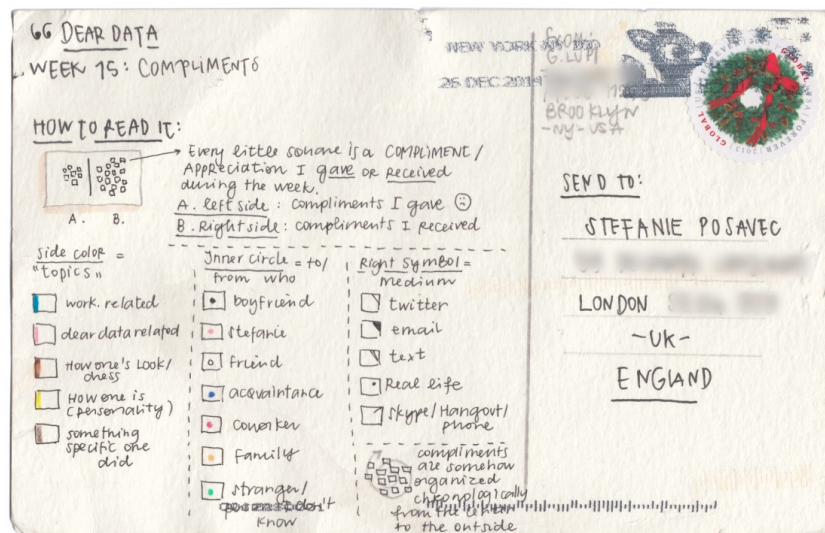 DEAR DATA
WEEK 15: COMPLIMENTS
HOW TO READ IT:
A. B.
Every little square is a COMPLIMENT/
APPRECIATION I gave or received
during the week.
A. left side: compliments I gave
B. Right side: compliments I received
side color =
"topics"
work. related
dear data related
How one's LOOK/
dress
How one is
(personality)
something
specific one
did
Inner circle = to/
from who
boyfriend
stefanie
friend
acquaintance
coworker
family
stranger/
don't
know
Right symbol =
medium
twitter
email
text
Real life
skype/Hangout/
phone
compliments
are somehow
organized
chronologically
from the center
to the outside
NEW YORK
26 DEC 2014
From:
G. LUPI
BROOKLYN
-NY-USA
GLOBAL
FOREVER
GLOBAL
SEND TO:
STEFANIE POSAVEC
LONDON
-UK-
ENGLAND